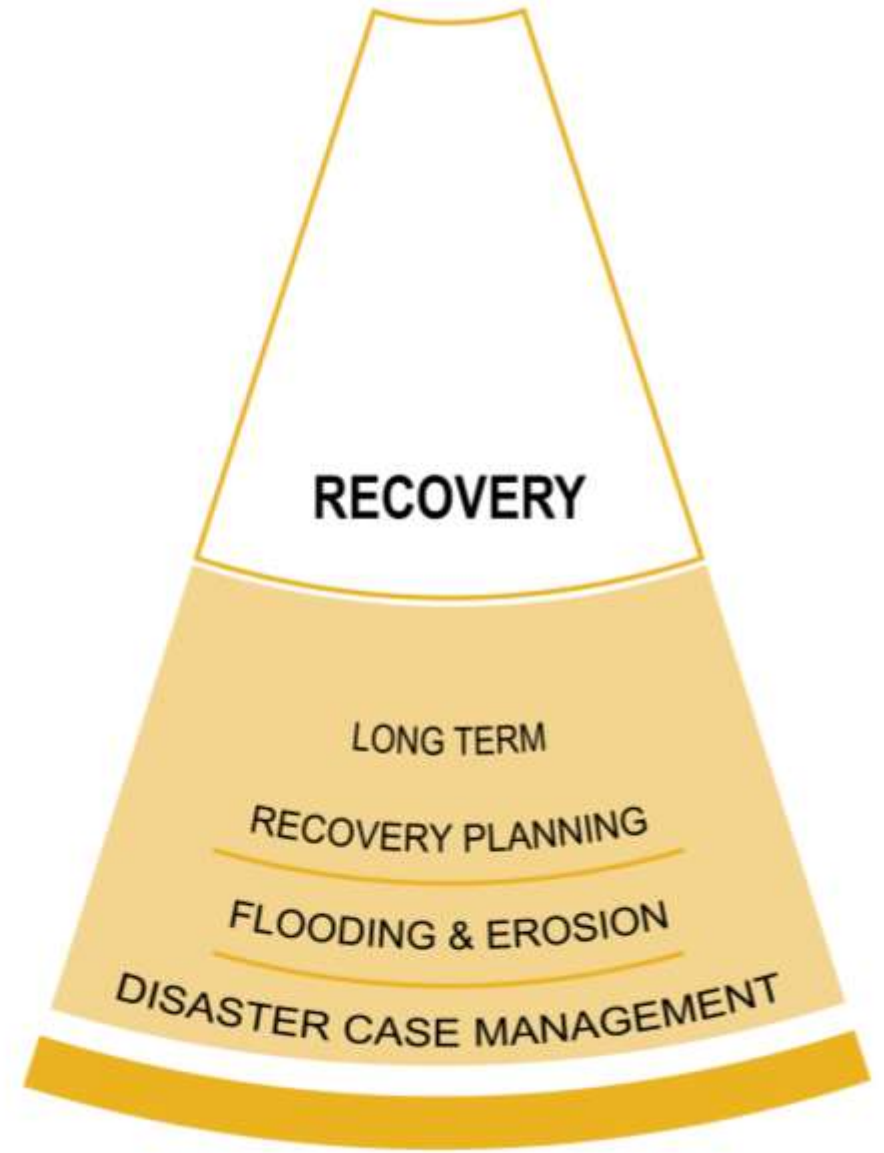 RECOVERY
LONG TERM
RECOVERY PLANNING
FLOODING & EROSION
DISASTER CASE MANAGEMENT